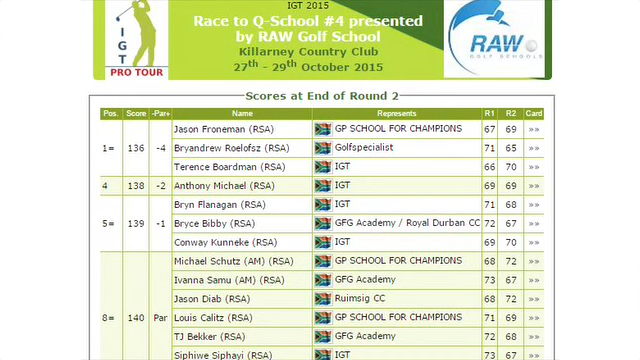 IGT 2015
Race to Q-School #4 presented
by RAW Golf School
Killarney Country Club
27th - 29th October 2015
IGT
PRO TOUR
RAW
GOLF SCHOOLS
Scores at End of Round 2
Pos. Score -Par+ Name Represents R1 R2 Card
1= 136 -4 Jason Froneman (RSA) GP SCHOOL FOR CHAMPIONS 67 69 »»
Bryandrew Roelofsz (RSA) Golfspecialist 71 65 »»
Terence Boardman (RSA) IGT 66 70 »»
4 138 -2 Anthony Michael (RSA) IGT 69 69 »»
5= 139 -1 Bryn Flanagan (RSA) IGT 71 68 »»
Bryce Bibby (RSA) GFG Academy / Royal Durban CC 72 67 »»
Conway Kunneke (RSA) IGT 69 70 »»
8= 140 Par Michael Schutz (AM) (RSA) GP SCHOOL FOR CHAMPIONS 68 72 »»
Ivanna Samu (AM) (RSA) GFG Academy 73 67 »»
Jason Diab (RSA) Ruimsig CC 68 72 »»
Louis Calitz (RSA) GP SCHOOL FOR CHAMPIONS 71 69 »»
TJ Bekker (RSA) GFG Academy 72 68 »»
Siphiwe Siphayi (RSA) IGT 73 67 »»